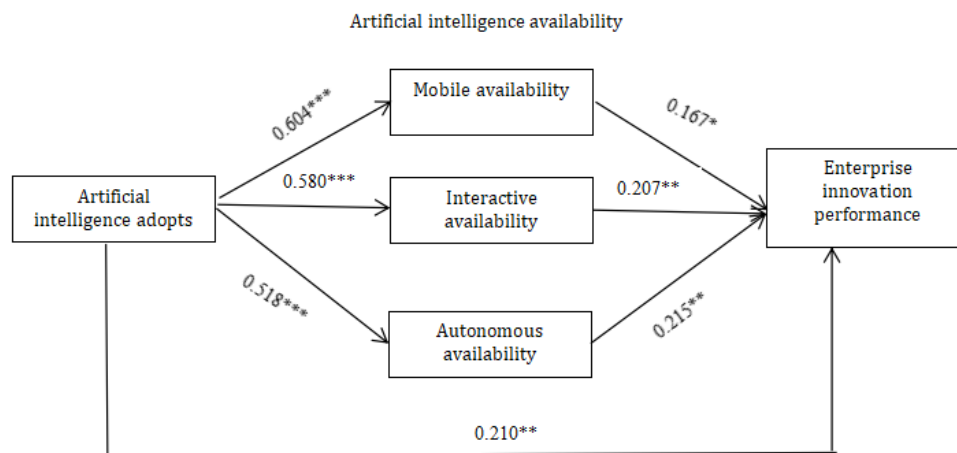 Artificial intelligence availability
Mobile availability
0.604***
0.167*
Artificial
intelligence adopts
0.580***
Interactive
availability
0.207**
Enterprise
innovation
performance
0.518***
Autonomous
availability
0.215**
0.210**